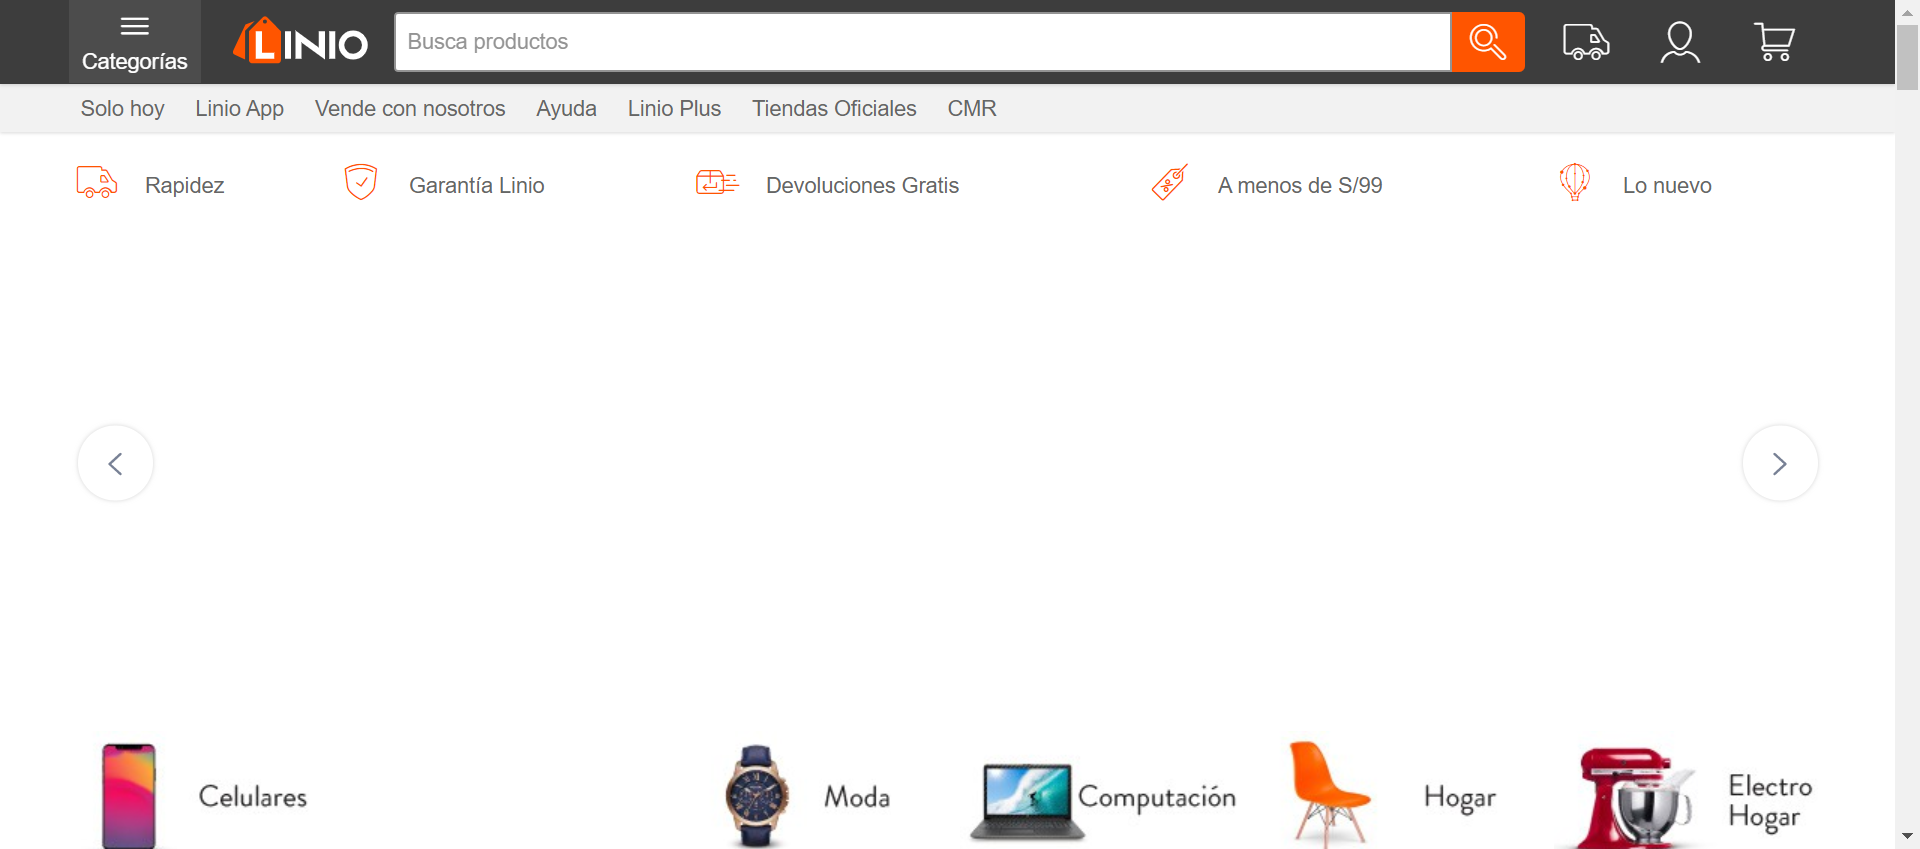 Categorías
LINIO
Busca productos
Solo hoy
Linio App
Vende con nosotros
Ayuda
Linio Plus
Tiendas Oficiales
CMR
Rapidez
Garantía Linio
Devoluciones Gratis
A menos de S/99
Lo nuevo
Celulares
Moda
Computación
Hogar
Electro
Hogar